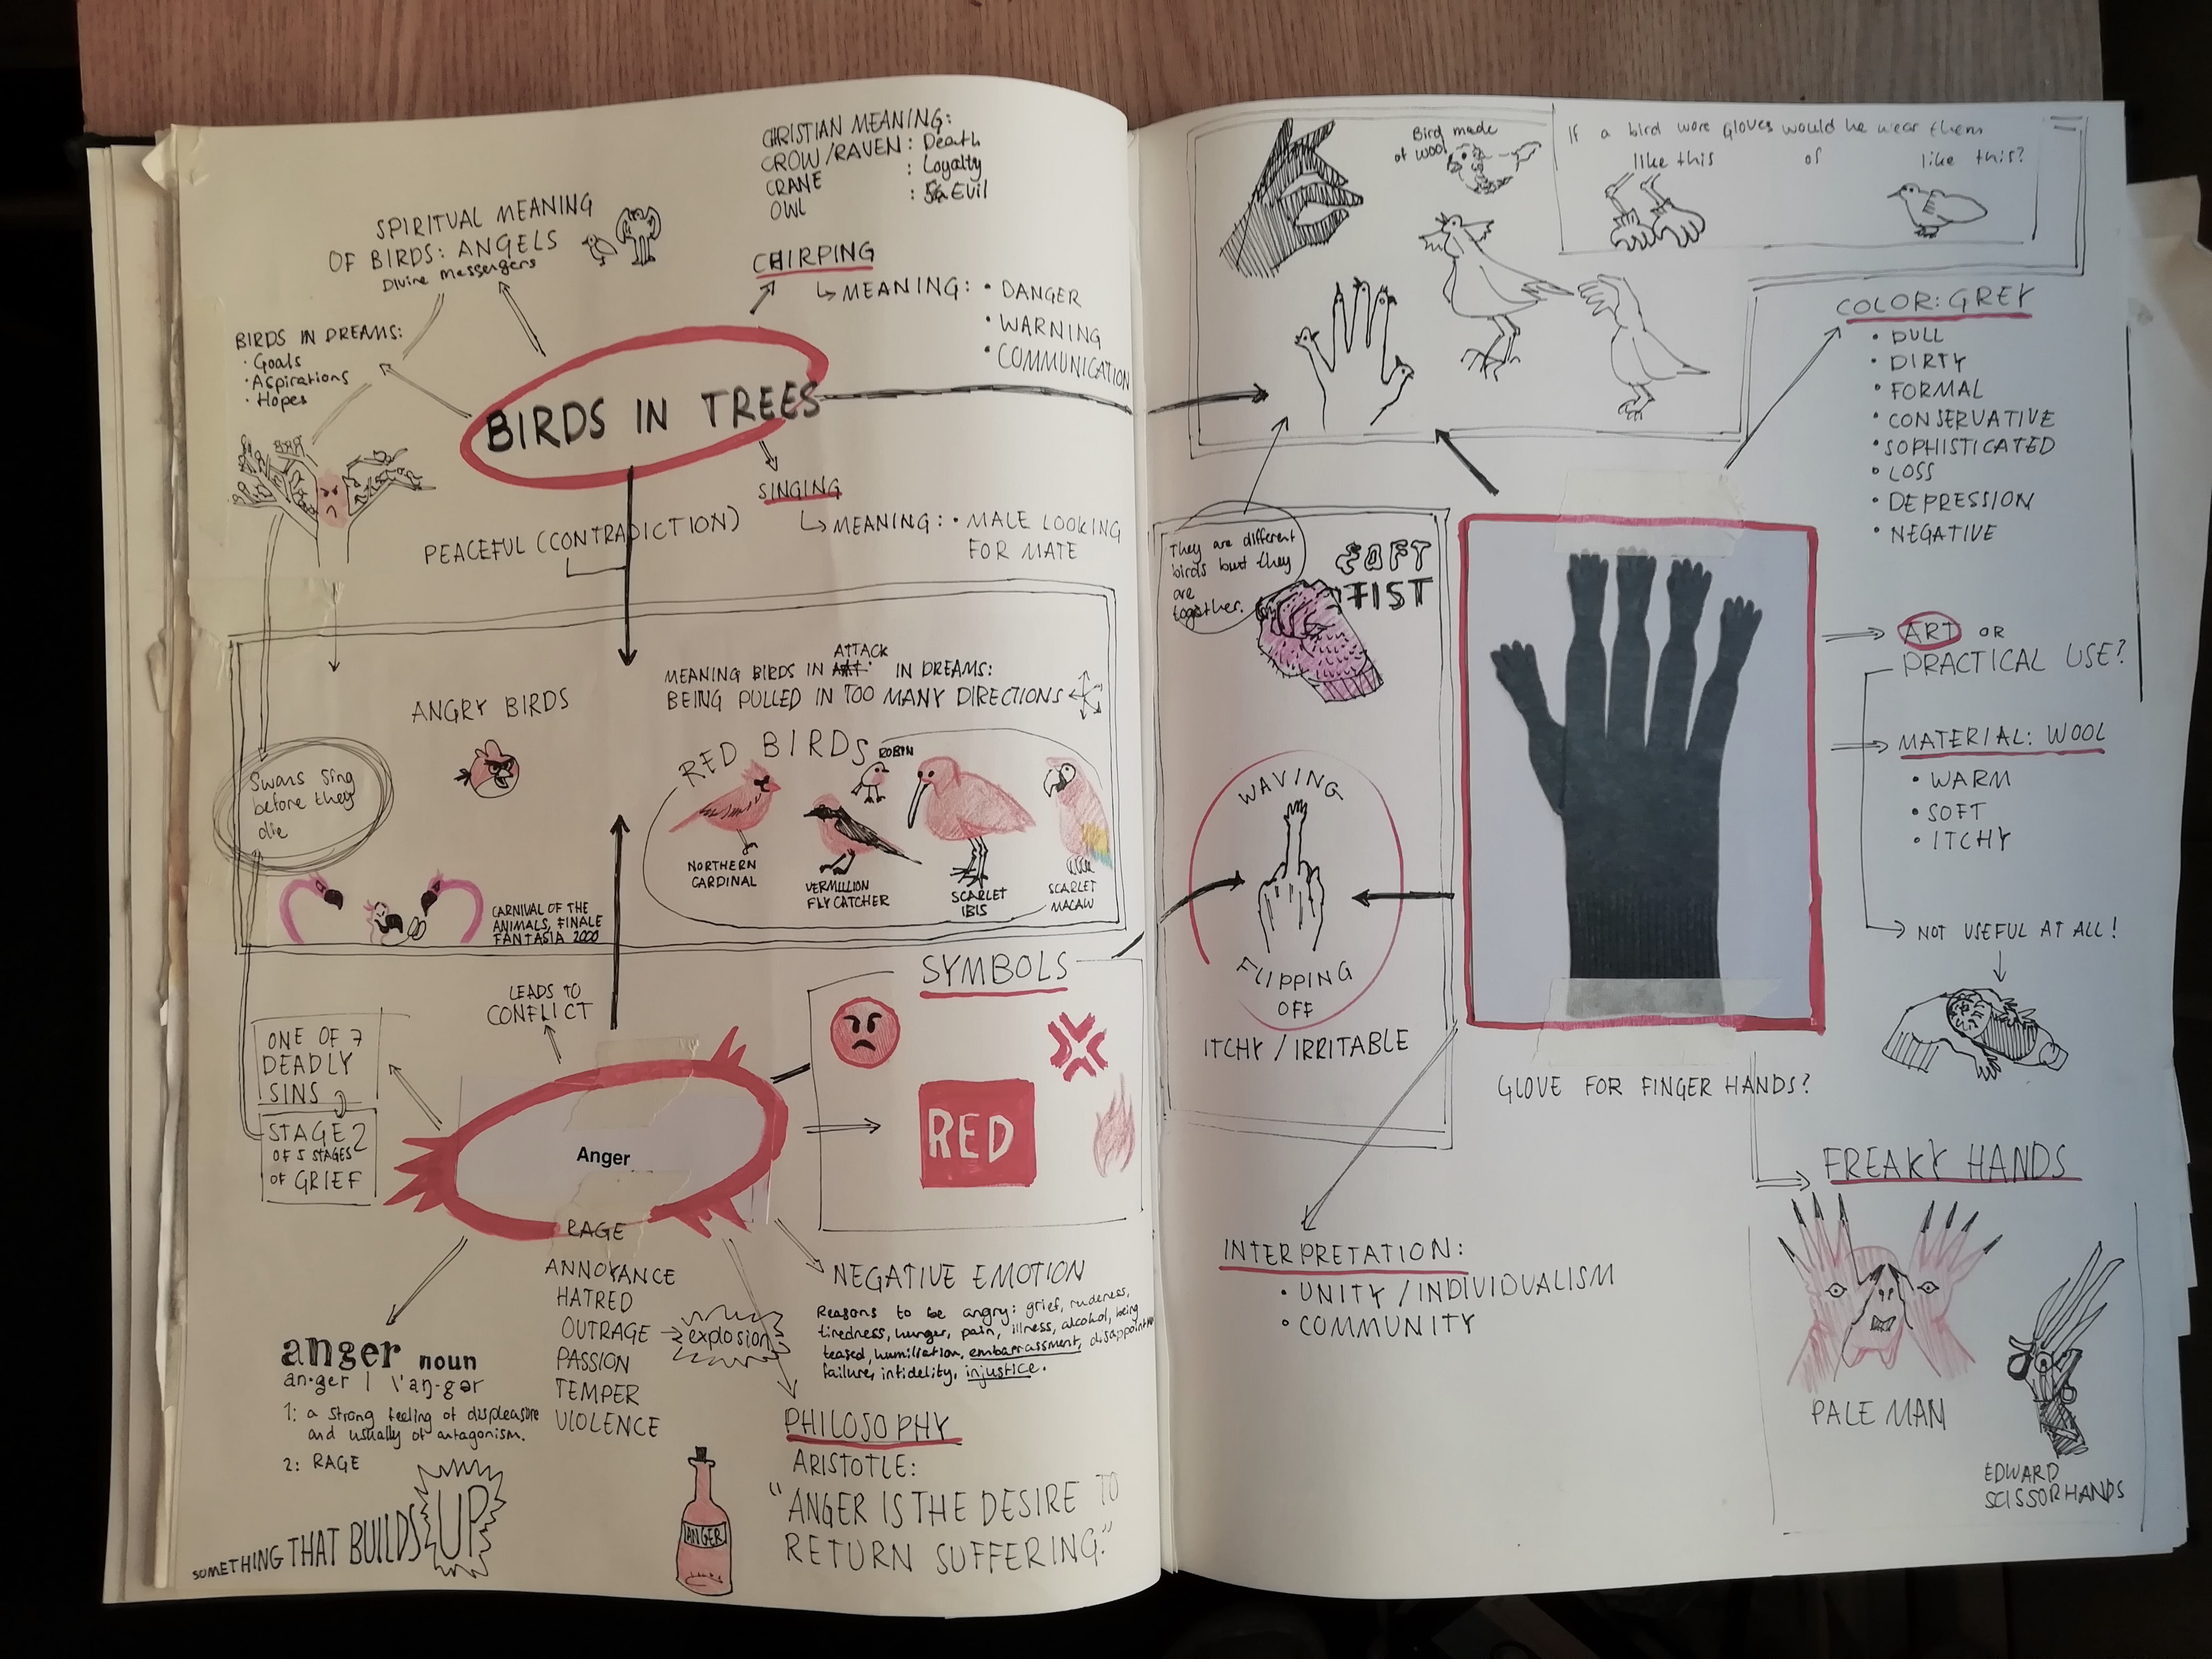 CHRISTIAN MEANING:
CROW/RAVEN : Death
CRANE : Loyalty
OWL : Evil
SPIRITUAL MEANING
OF BIRDS: ANGELS
Divine messengers
CHIRPING
MEANING: • DANGER
• WARNING
• COMMUNICATION
BIRDS IN DREAMS:
• Goals
• Aspirations
• Hopes
BIRDS IN TREES
SINGING
MEANING: • MALE LOOKING
FOR MATE
PEACEFUL (CONTRADICTION)
ANGRY BIRDS
ATTACK
MEANING BIRDS IN IN DREAMS:
BEING PULLED IN TOO MANY DIRECTIONS
RED BIRDS
ROBIN
NORTHERN
CARDINAL
VERMILLION
FLYCATCHER
SCARLET
IBIS
SCARLET
MACAW
Swans Sing
before they
die
CARNIVAL OF THE
ANIMALS, FINALE
FANTASIA 2000
LEADS TO
CONFLICT
SYMBOLS
RED
ONE OF 7
DEADLY
SINS
STAGE 2
OF 5 STAGES
OF GRIEF
Anger
RAGE
ANNOYANCE
HATRED
OUTRAGE
PASSION
TEMPER
VIOLENCE
explosion
NEGATIVE EMOTION
Reasons to be angry: grief, rudeness,
tiredness, hunger, pain, illness, alcohol, being
teased, humiliation, embarrassment,
failure, infidelity, injustice.
anger noun
an·ger | \'aŋ-gər
1: a strong feeling of displeasure
and usually of antagonism.
2: RAGE
SOMETHING THAT BUILDS UP
ANGER
PHILOSOPHY
ARISTOTLE:
"ANGER IS THE DESIRE TO
RETURN SUFFERING."
Bird made
of wool
If a bird wore gloves would he wear them
like this or like this?
COLOR: GREY
• DULL
• DIRTY
• FORMAL
• CONSERVATIVE
• SOPHISTICATED
• LOSS
• DEPRESSION
• NEGATIVE
They are different
birds but they
are
together.
SOFT
FIST
WAVING
FLIPPING
OFF
ITCHY / IRRITABLE
ART OR
PRACTICAL USE?
MATERIAL: WOOL
• WARM
• SOFT
• ITCHY
NOT USEFUL AT ALL!
GLOVE FOR FINGER HANDS?
FREAKY HANDS
PALE MAN
EDWARD
SCISSORHANDS
INTERPRETATION:
• UNITY / INDIVIDUALISM
• COMMUNITY